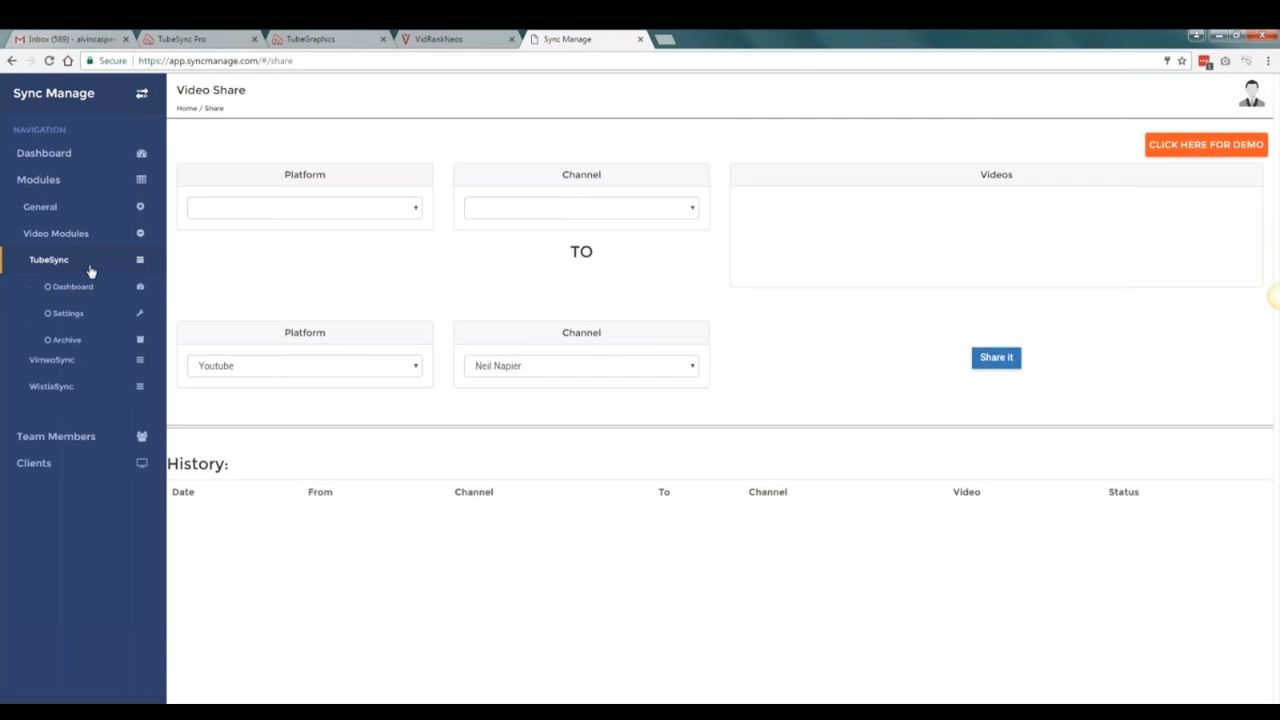 Inbox (589) - alvincasper
TubeSync Pro
TubeGraphics
VidRankNeos
Sync Manage
Secure
https://app.syncmanage.com/#/share
Sync Manage
NAVIGATION
Dashboard
Modules
General
Video Modules
TubeSync
Dashboard
Settings
Archive
VimeoSync
WistiaSync
Team Members
Clients
Video Share
Home / Share
CLICK HERE FOR DEMO
Platform
Channel
Videos
TO
Platform
Channel
Youtube
Neil Napier
Share it
History:
Date From Channel To Channel Video Status